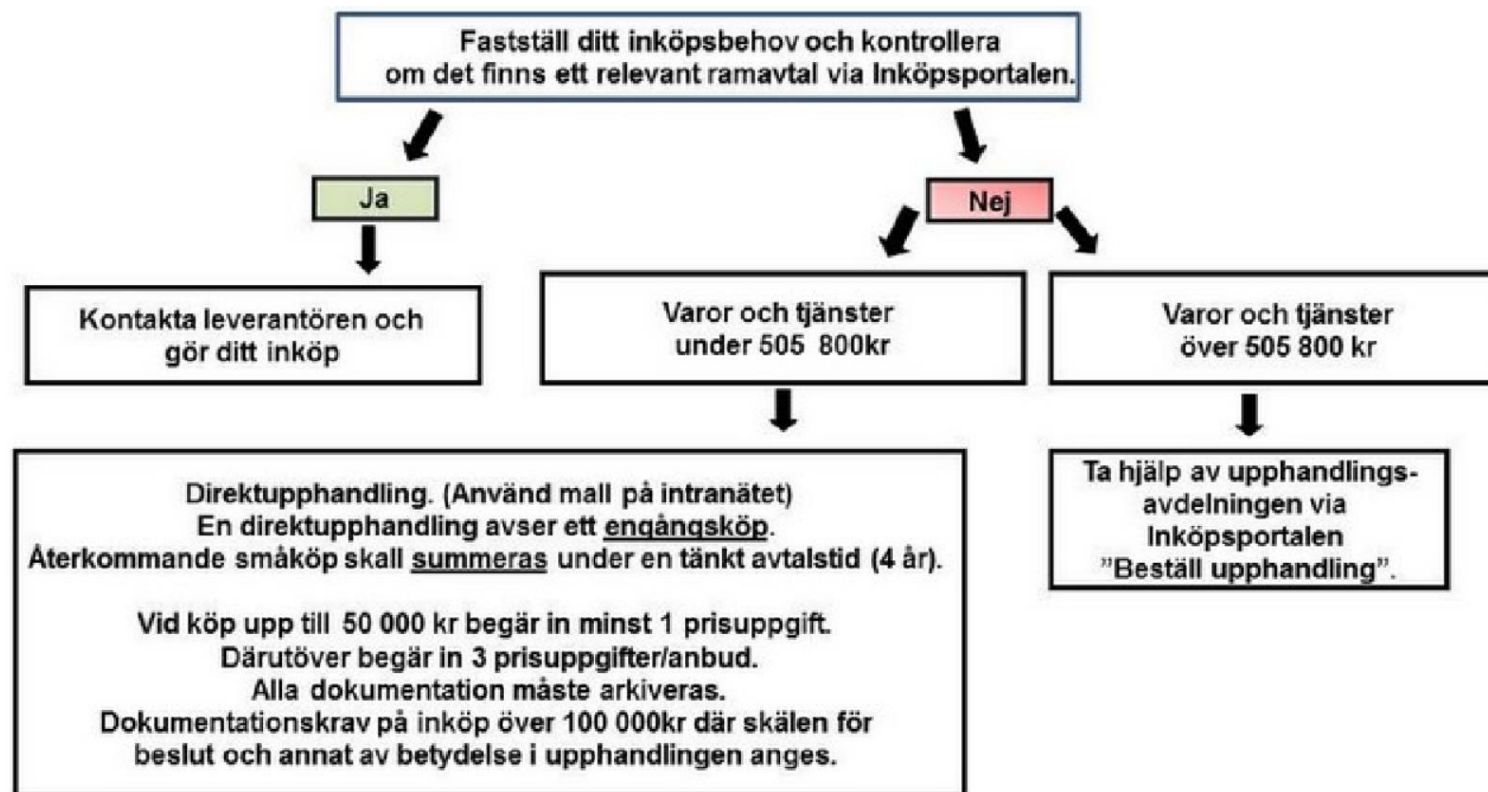 Fastställ ditt inköpsbehov och kontrollera
om det finns ett relevant ramavtal via Inköpsportalen.
Ja
Nej
Kontakta leverantören och
gör ditt inköp
Varor och tjänster
under 505 800kr
Varor och tjänster
över 505 800 kr
Direktupphandling. (Använd mall på intranätet)
En direktupphandling avser ett engångsköp.
Återkommande småköp skall summeras under en tänkt avtalstid (4 år).
Vid köp upp till 50 000 kr begär in minst 1 prisuppgift.
Därutöver begär in 3 prisuppgifter/anbud.
Alla dokumentation måste arkiveras.
Dokumentationskrav på inköp över 100 000kr där skälen för
beslut och annat av betydelse i upphandlingen anges.
Ta hjälp av upphandlings-
avdelningen via
Inköpsportalen
”Beställ upphandling”.